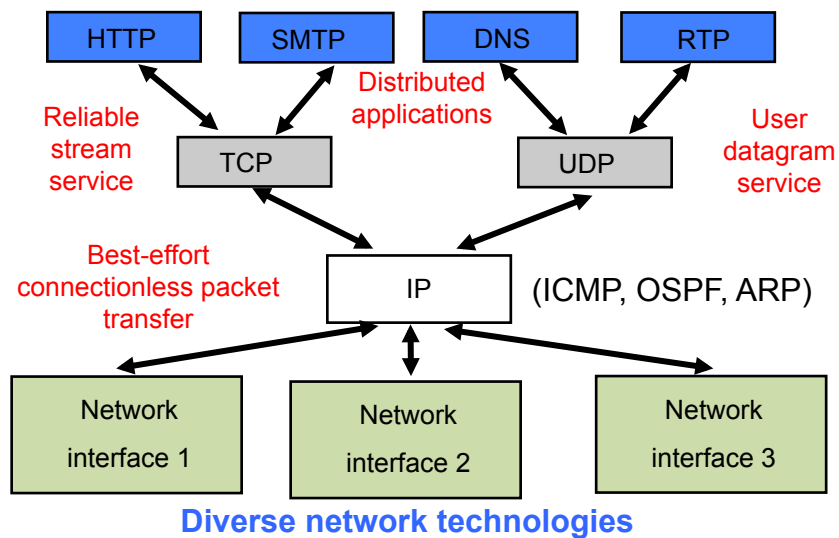 HTTP
SMTP
DNS
RTP
Distributed
applications
Reliable
stream
service
TCP
UDP
User
datagram
service
Best-effort
connectionless packet
transfer
IP
(ICMP, OSPF, ARP)
Network
interface 1
Network
interface 2
Network
interface 3
Diverse network technologies